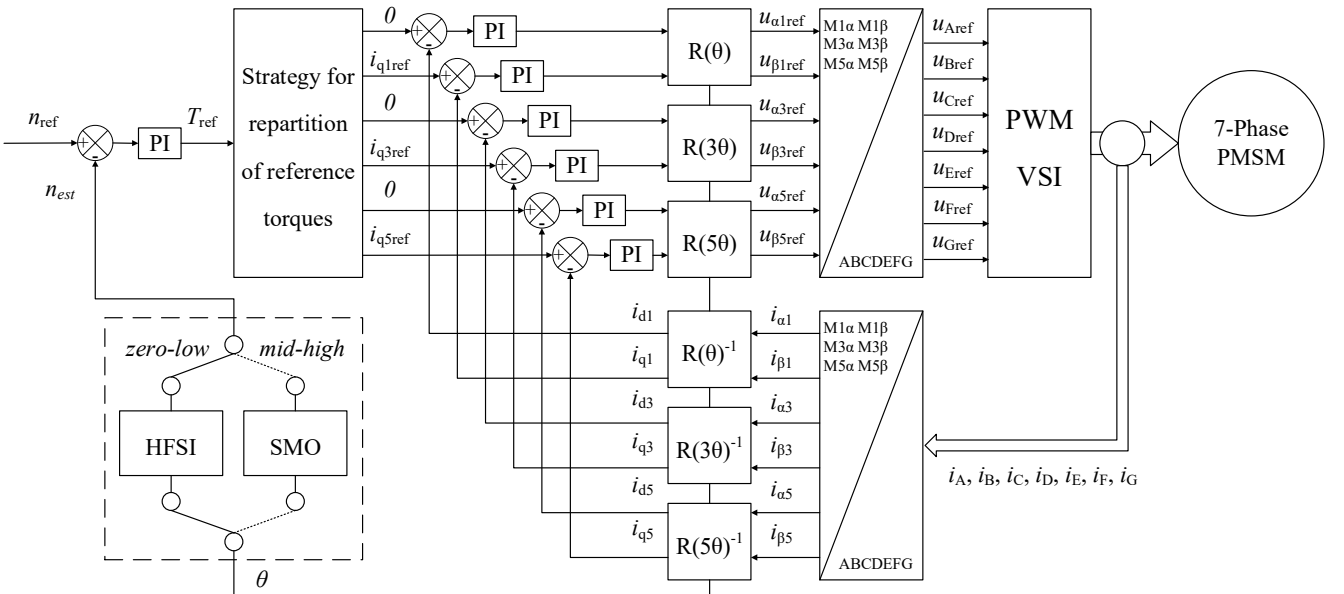 n_ref
+
-
n_est
PI
T_ref
Strategy for
repartition
of reference
torques
0
i_q1ref
0
i_q3ref
0
i_q5ref
+
-
PI
+
-
PI
+
-
PI
+
-
PI
+
-
PI
+
-
PI
R(θ)
R(3θ)
R(5θ)
u_α1ref
u_β1ref
u_α3ref
u_β3ref
u_α5ref
u_β5ref
M1α M1β
M3α M3β
M5α M5β
ABCDEFG
u_Aref
u_Bref
u_Cref
u_Dref
u_Eref
u_Fref
u_Gref
PWM
VSI
7-Phase
PMSM
zero-low
mid-high
HFSI
SMO
θ
i_d1
i_q1
i_d3
i_q3
i_d5
i_q5
R(θ)⁻¹
R(3θ)⁻¹
R(5θ)⁻¹
i_α1
i_β1
i_α3
i_β3
i_α5
i_β5
M1α M1β
M3α M3β
M5α M5β
ABCDEFG
i_A, i_B, i_C, i_D, i_E, i_F, i_G